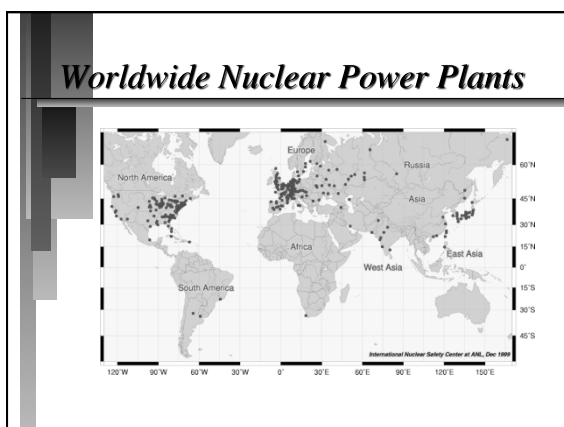 Worldwide Nuclear Power Plants
Europe
60˚N
Russia
North America
Asia
45˚N
30˚N
15˚N
Africa
East Asia
West Asia
0˚
South America
15˚S
30˚S
45˚S
International Nuclear Safety Center at ANL, Dec 1999
120˚W 90˚W 60˚W 30˚W 0˚ 30˚E 60˚E 90˚E 120˚E 150˚E